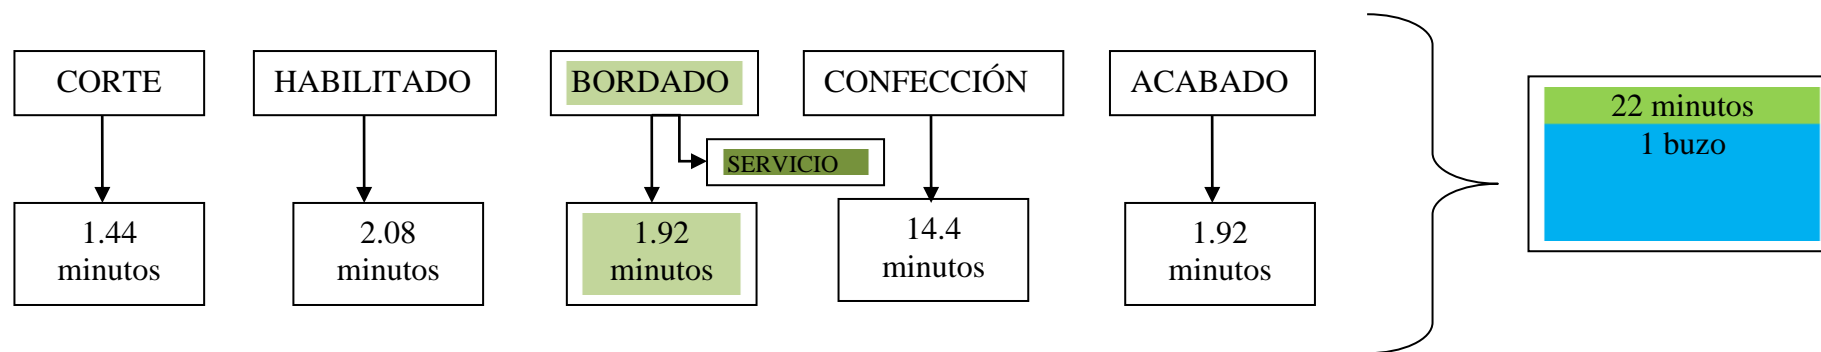 CORTE
HABILITADO
BORDADO
CONFECCIÓN
ACABADO
SERVICIO
1.44
minutos
2.08
minutos
1.92
minutos
14.4
minutos
1.92
minutos
22 minutos
1 buzo